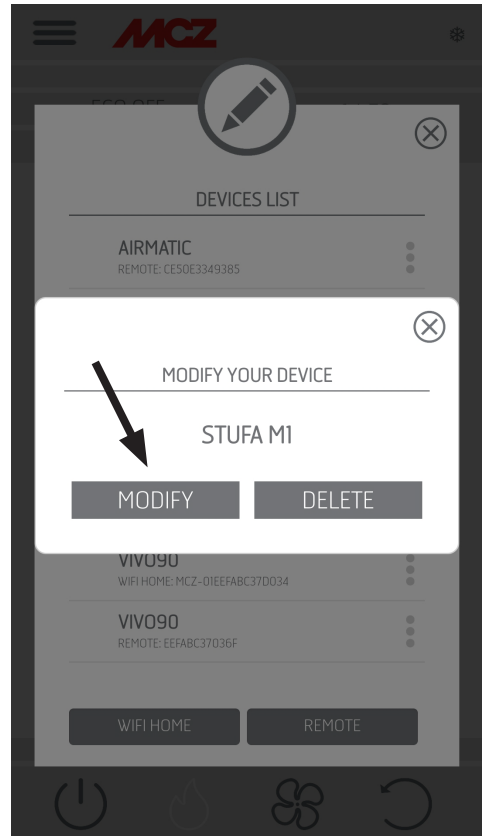 MCZ
DEVICES LIST
AIRMATIC
REMOTE: CE50E3349385
MODIFY YOUR DEVICE
STUFA M1
MODIFY
DELETE
VIVO90
WIFI HOME: MCZ-01EEFABC37D034
VIVO90
REMOTE: EEFABC37036F
WIFI HOME
REMOTE